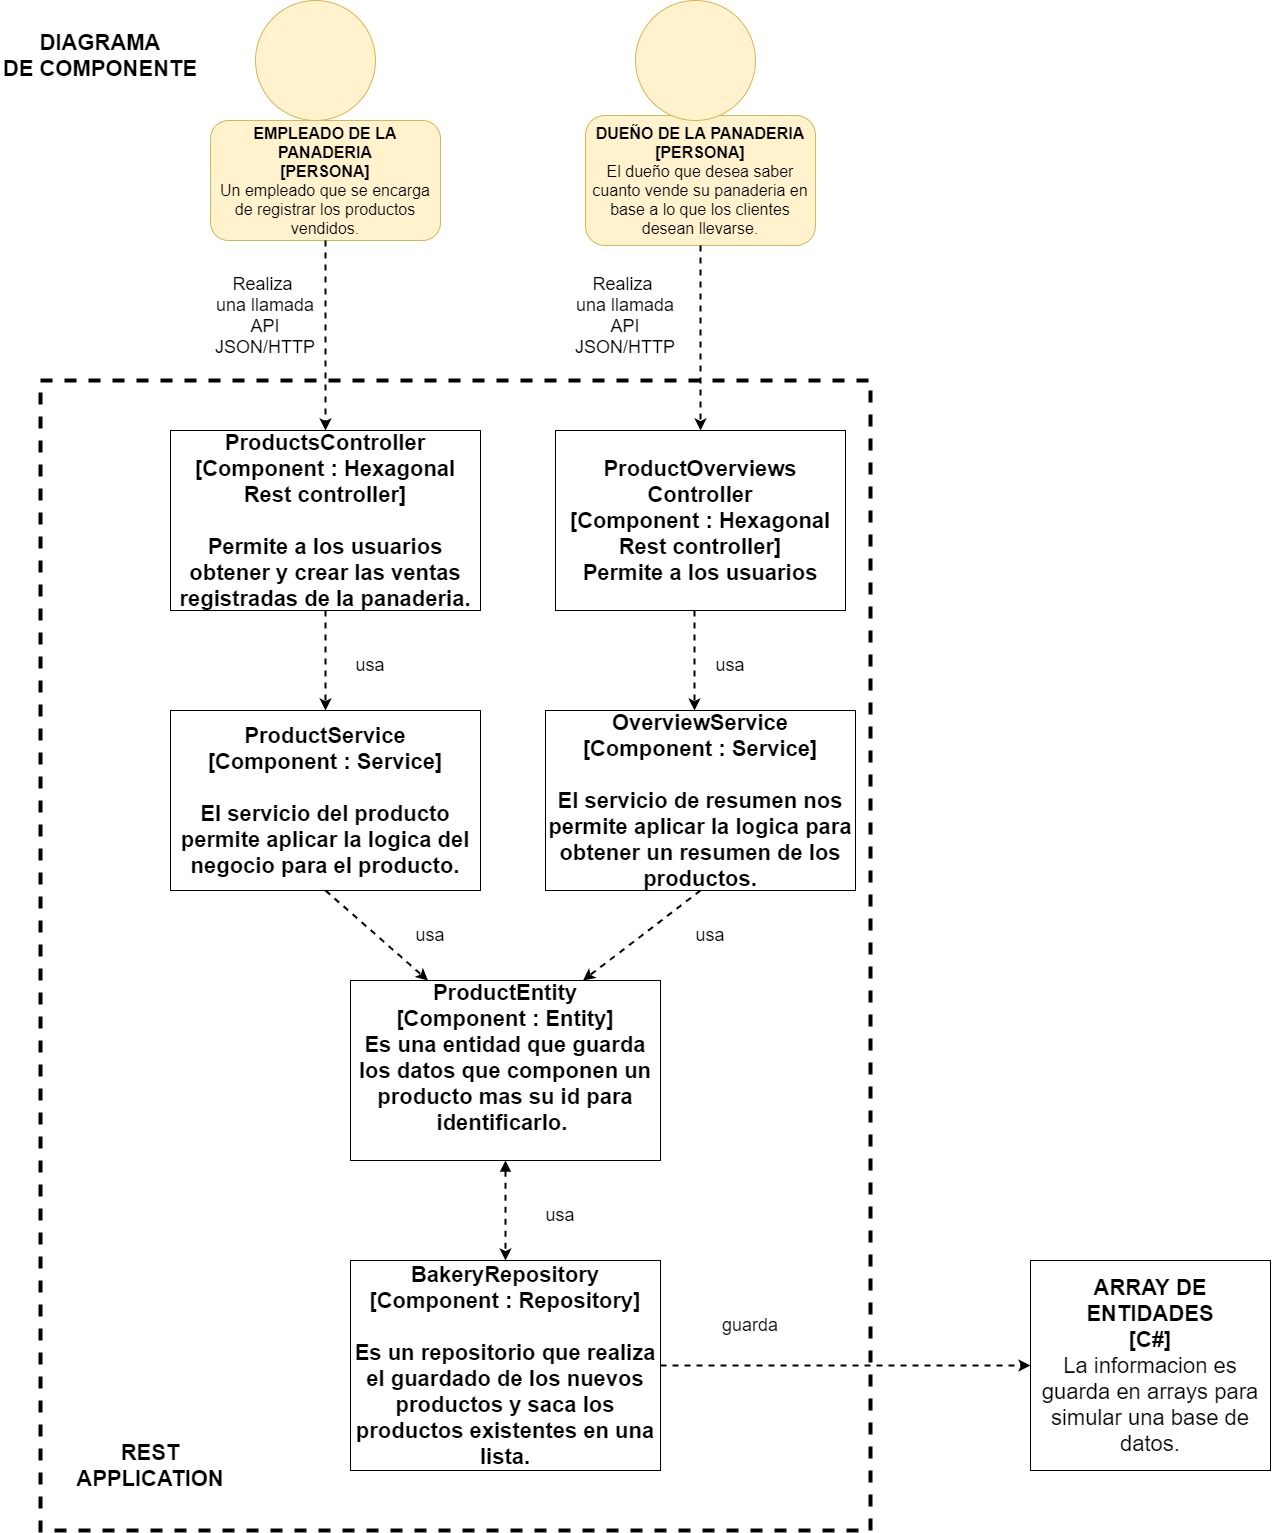 DIAGRAMA
DE COMPONENTE
EMPLEADO DE LA
PANADERIA
[PERSONA]
Un empleado que se encarga
de registrar los productos
vendidos.
DUEÑO DE LA PANADERIA
[PERSONA]
El dueño que desea saber
cuanto vende su panaderia en
base a lo que los clientes
desean llevarse.
Realiza
una llamada
API
JSON/HTTP
Realiza
una llamada
API
JSON/HTTP
ProductsController
[Component : Hexagonal
Rest controller]
Permite a los usuarios
obtener y crear las ventas
registradas de la panaderia.
ProductOverviews
Controller
[Component : Hexagonal
Rest controller]
Permite a los usuarios
usa
usa
ProductService
[Component : Service]
El servicio del producto
permite aplicar la logica del
negocio para el producto.
OverviewService
[Component : Service]
El servicio de resumen nos
permite aplicar la logica para
obtener un resumen de los
productos.
usa
usa
ProductEntity
[Component : Entity]
Es una entidad que guarda
los datos que componen un
producto mas su id para
identificarlo.
usa
BakeryRepository
[Component : Repository]
Es un repositorio que realiza
el guardado de los nuevos
productos y saca los
productos existentes en una
lista.
guarda
ARRAY DE
ENTIDADES
[C#]
La informacion es
guarda en arrays para
simular una base de
datos.
REST
APPLICATION